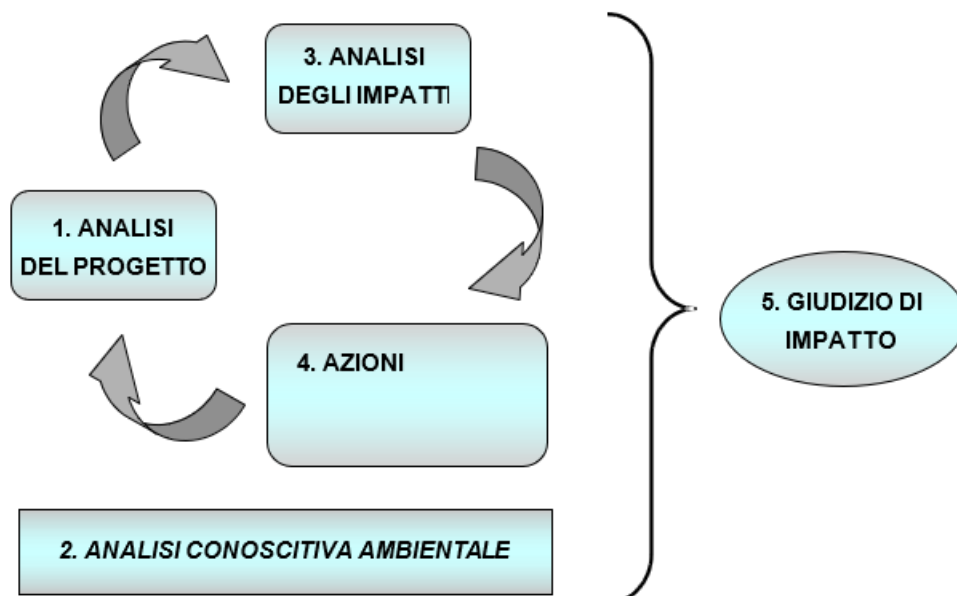 3. ANALISI
DEGLI IMPATTI
1. ANALISI
DEL PROGETTO
4. AZIONI
5. GIUDIZIO DI
IMPATTO
2. ANALISI CONOSCITIVA AMBIENTALE